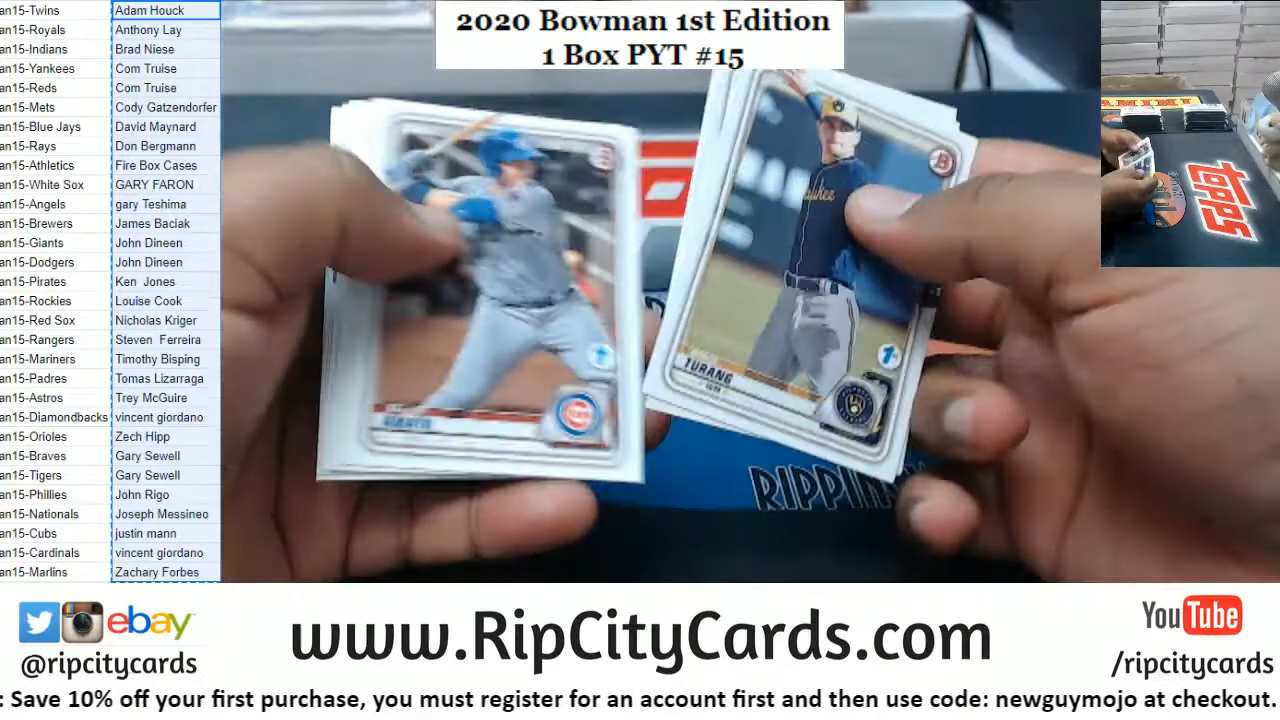 2020 Bowman 1st Edition
1 Box PYT #15
an15-Twins Adam Houck
an15-Royals Anthony Lay
an15-Indians Brad Niese
an15-Yankees Com Truise
an15-Reds Com Truise
an15-Mets Cody Gatzendorfer
an15-Blue Jays David Maynard
an15-Rays Don Bergmann
an15-Athletics Fire Box Cases
an15-White Sox GARY FARON
an15-Angels gary Teshima
an15-Brewers James Baciak
an15-Giants John Dineen
an15-Dodgers John Dineen
an15-Pirates Ken Jones
an15-Rockies Louise Cook
an15-Red Sox Nicholas Kriger
an15-Rangers Steven Ferreira
an15-Mariners Timothy Bisping
an15-Padres Tomas Lizarraga
an15-Astros Trey McGuire
an15-Diamondbacks vincent giordano
an15-Orioles Zech Hipp
an15-Braves Gary Sewell
an15-Tigers Gary Sewell
an15-Phillies John Rigo
an15-Nationals Joseph Messineo
an15-Cubs justin mann
an15-Cardinals vincent giordano
an15-Marlins Zachary Forbes
TURANG
1st
B
RIPPIN
PANINI
topps
ebay
@ripcitycards
www.RipCityCards.com
YouTube
/ripcitycards
: Save 10% off your first purchase, you must register for an account first and then use code: newguymojo at checkout.